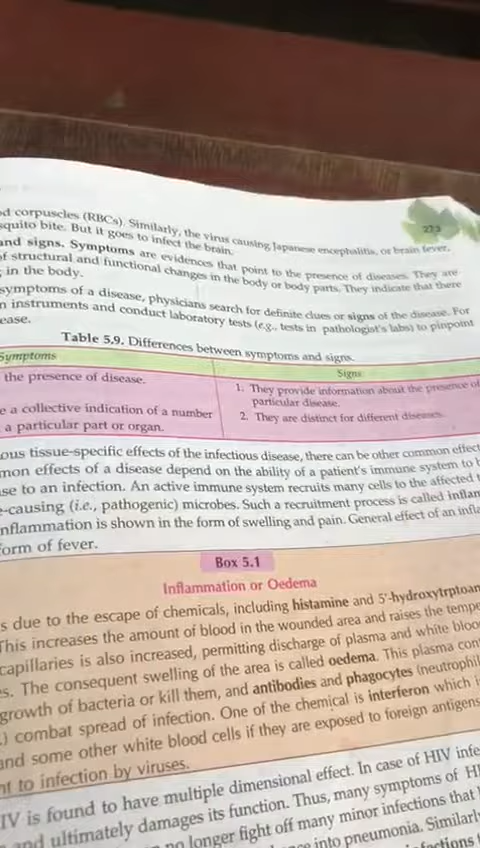 273
d corpuscles (RBCs). Similarly, the virus causing Japanese encephalitis, or brain fever,
squito bite. But it goes to infect the brain.
and signs. Symptoms are evidences that point to the presence of diseases. They are
f structural and functional changes in the body or body parts. They indicate that there
in the body.
symptoms of a disease, physicians search for definite clues or signs of the disease. For
n instruments and conduct laboratory tests (e.g., tests in pathologist's labs) to pinpoint
ease.
Table 5.9. Differences between symptoms and signs.
Symptoms
Signs
the presence of disease.
1. They provide information about the presence of
particular disease.
e a collective indication of a number
2. They are distinct for different diseases.
a particular part or organ.
ous tissue-specific effects of the infectious disease, there can be other common effect
mon effects of a disease depend on the ability of a patient's immune system to
se to an infection. An active immune system recruits many cells to the affected
-causing (i.e., pathogenic) microbes. Such a recruitment process is called inflam
nflammation is shown in the form of swelling and pain. General effect of an infla
form of fever.
Box 5.1
Inflammation or Oedema
s due to the escape of chemicals, including histamine and 5'-hydroxytrptoan
This increases the amount of blood in the wounded area and raises the tempe
capillaries is also increased, permitting discharge of plasma and white bloo
s. The consequent swelling of the area is called oedema. This plasma con
growth of bacteria or kill them, and antibodies and phagocytes (neutrophil
.) combat spread of infection. One of the chemical is interferon which i
and some other white blood cells if they are exposed to foreign antigens
nt to infection by viruses.
IV is found to have multiple dimensional effect. In case of HIV infe
and ultimately damages its function. Thus, many symptoms of HI
no longer fight off many minor infections that
into pneumonia. Similarly